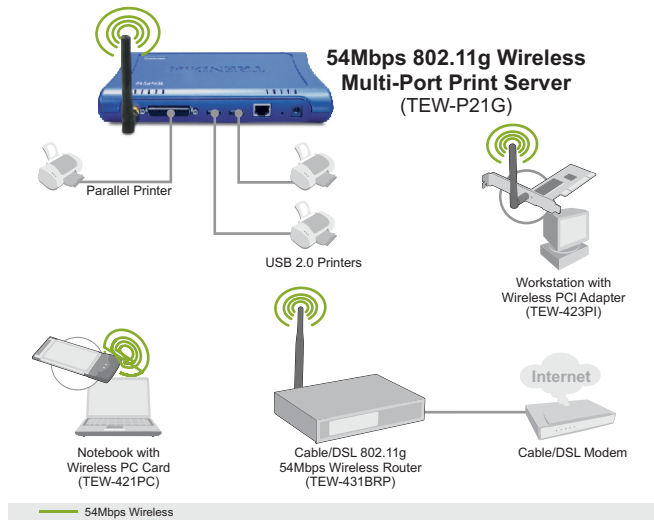 54Mbps 802.11g Wireless
Multi-Port Print Server
(TEW-P21G)
Parallel Printer
USB 2.0 Printers
Workstation with
Wireless PCI Adapter
(TEW-423PI)
Internet
Notebook with
Wireless PC Card
(TEW-421PC)
Cable/DSL 802.11g
54Mbps Wireless Router
(TEW-431BRP)
Cable/DSL Modem
54Mbps Wireless